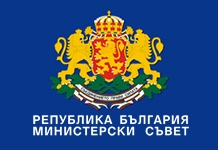 РЕПУБЛИКА БЪЛГАРИЯ
МИНИСТЕРСКИ СЪВЕТ